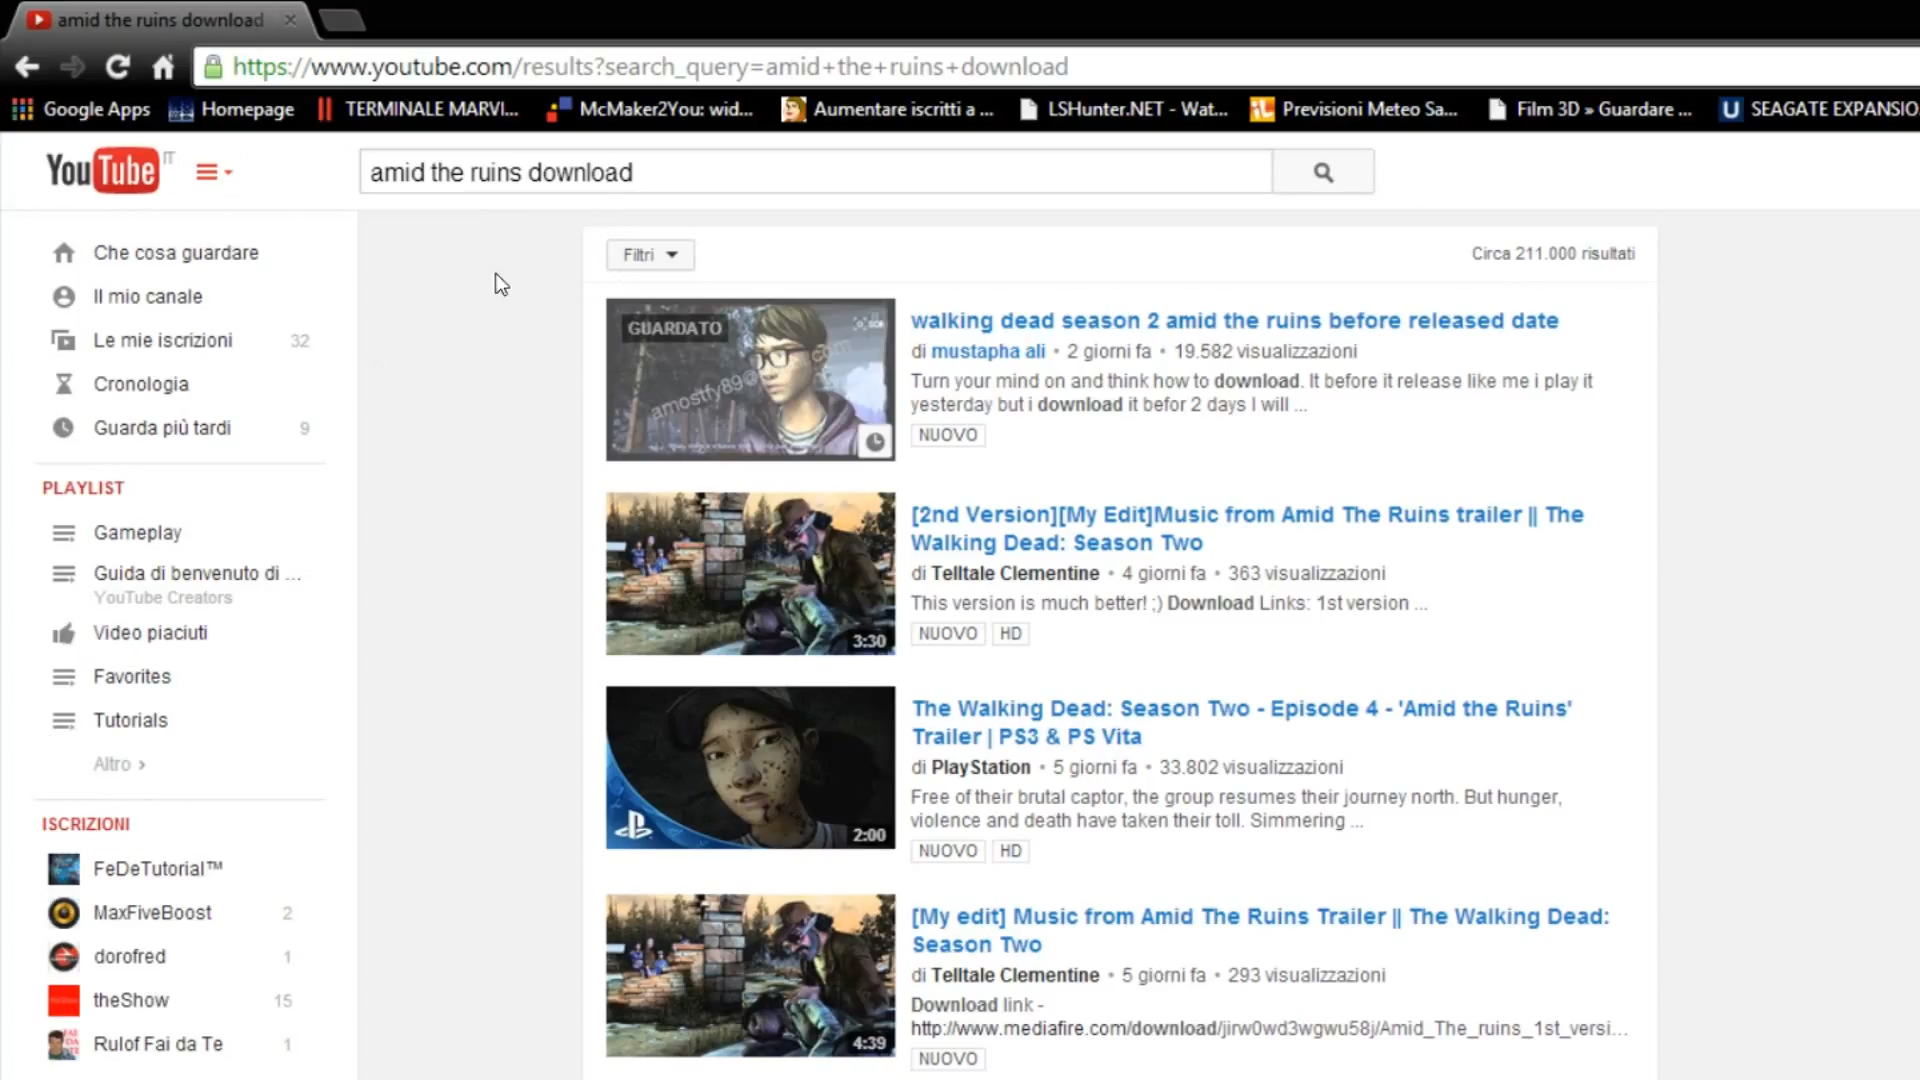 amid the ruins download
https://www.youtube.com/results?search_query=amid+the+ruins+download
Google Apps
Homepage
TERMINALE MARVI...
McMaker2You: wid...
Aumentare iscritti a ...
LSHunter.NET - Wat...
Previsioni Meteo Sa...
Film 3D » Guardare ...
SEAGATE EXPANSIO
YouTube IT
amid the ruins download
Che cosa guardare
Il mio canale
Le mie iscrizioni 32
Cronologia
Guarda più tardi 9
PLAYLIST
Gameplay
Guida di benvenuto di ...
YouTube Creators
Video piaciuti
Favorites
Tutorials
Altro ›
ISCRIZIONI
FeDeTutorial™
MaxFiveBoost 2
dorofred 1
theShow 15
Rulof Fai da Te 1
Filtri
Circa 211.000 risultati
GUARDATO
walking dead season 2 amid the ruins before released date
di mustapha ali • 2 giorni fa • 19.582 visualizzazioni
Turn your mind on and think how to download. It before it release like me i play it
yesterday but i download it befor 2 days I will ...
NUOVO
3:30
[2nd Version][My Edit]Music from Amid The Ruins trailer || The
Walking Dead: Season Two
di Telltale Clementine • 4 giorni fa • 363 visualizzazioni
This version is much better! ;) Download Links: 1st version ...
NUOVO HD
2:00
The Walking Dead: Season Two - Episode 4 - 'Amid the Ruins'
Trailer | PS3 & PS Vita
di PlayStation • 5 giorni fa • 33.802 visualizzazioni
Free of their brutal captor, the group resumes their journey north. But hunger,
violence and death have taken their toll. Simmering ...
NUOVO HD
4:39
[My edit] Music from Amid The Ruins Trailer || The Walking Dead:
Season Two
di Telltale Clementine • 5 giorni fa • 293 visualizzazioni
Download link -
http://www.mediafire.com/download/jirw0wd3wgwu58j/Amid_The_ruins_1st_versi...
NUOVO